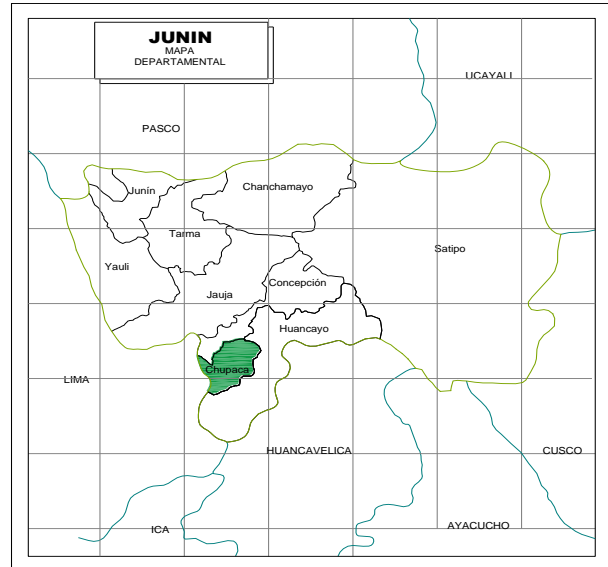 JUNIN
MAPA
DEPARTAMENTAL
UCAYALI
PASCO
Junín
Chanchamayo
Tarma
Satipo
Yauli
Concepción
Jauja
Huancayo
Chupaca
LIMA
HUANCAVELICA
CUSCO
ICA
AYACUCHO